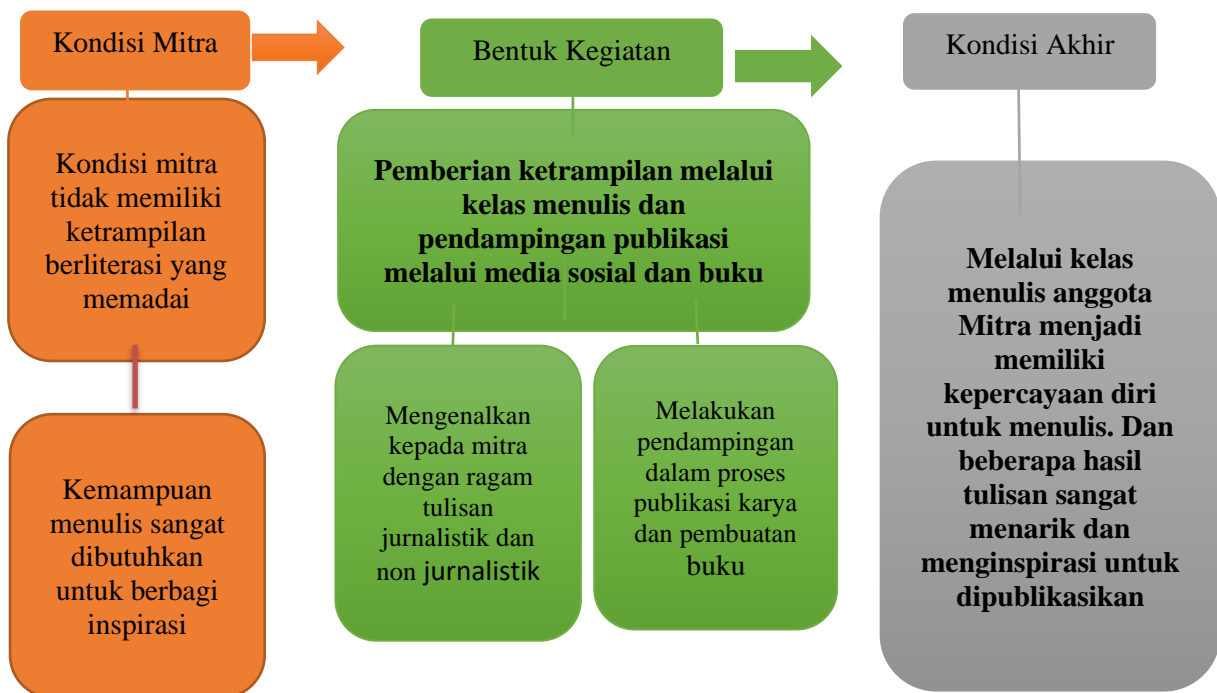 Kondisi Mitra
Kondisi mitra
tidak memiliki
ketrampilan
berliterasi yang
memadai
Kemampuan
menulis sangat
dibutuhkan
untuk berbagi
inspirasi
Bentuk Kegiatan
Pemberian ketrampilan melalui
kelas menulis dan
pendampingan publikasi
melalui media sosial dan buku
Mengenalkan
kepada mitra
dengan ragam
tulisan
jurnalistik dan
non jurnalistik
Melakukan
pendampingan
dalam proses
publikasi karya
dan pembuatan
buku
Kondisi Akhir
Melalui kelas
menulis anggota
Mitra menjadi
memiliki
kepercayaan diri
untuk menulis. Dan
beberapa hasil
tulisan sangat
menarik dan
menginspirasi untuk
dipublikasikan